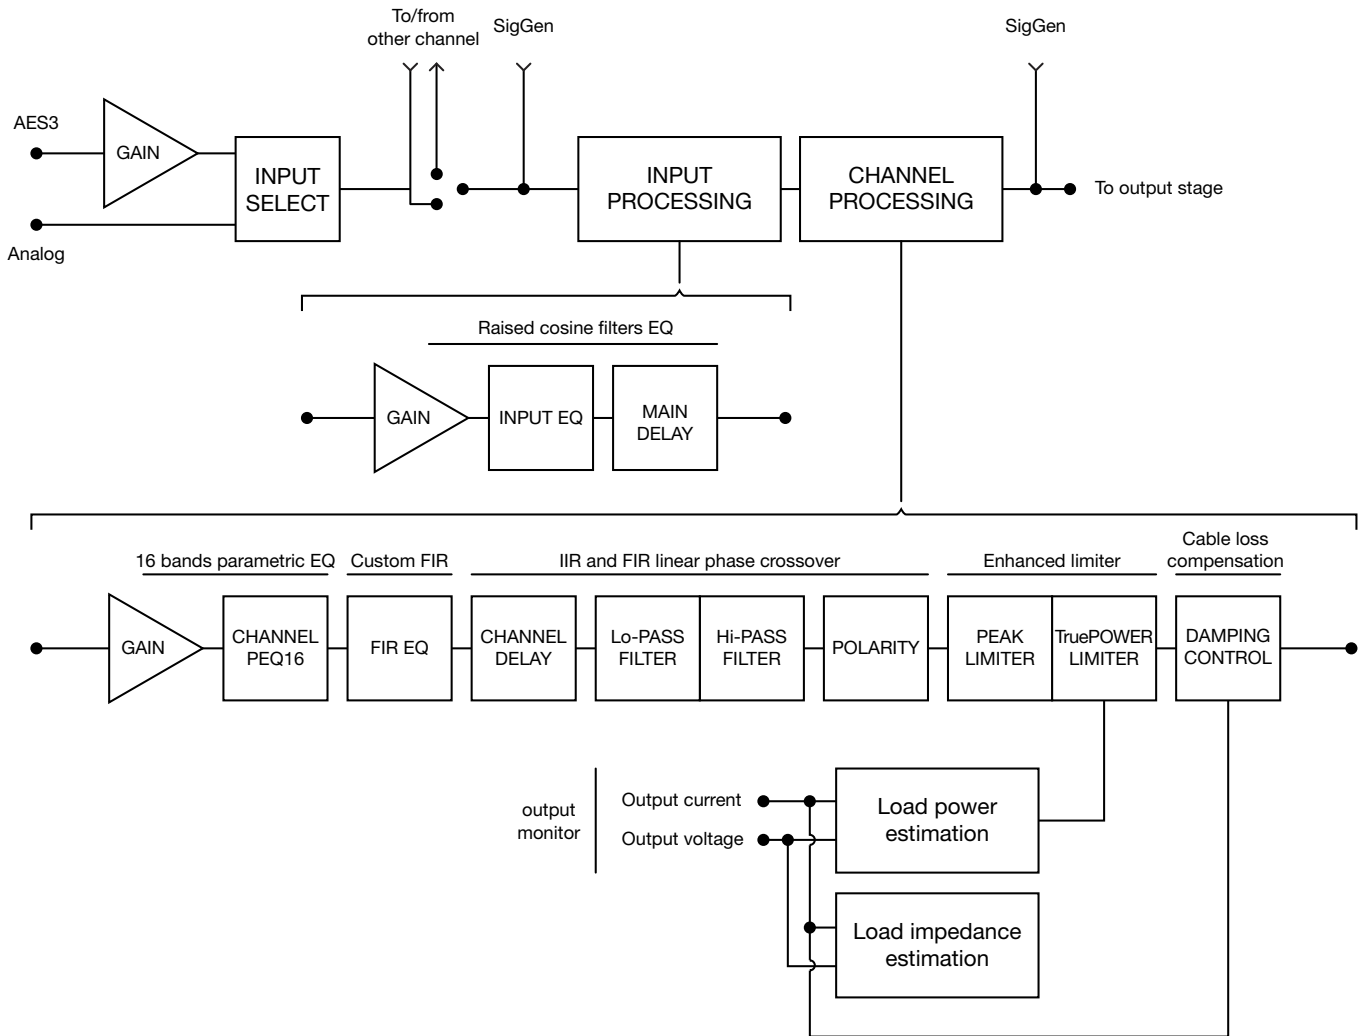 To/from
other channel
SigGen
SigGen
AES3
GAIN
INPUT
SELECT
INPUT
PROCESSING
CHANNEL
PROCESSING
To output stage
Analog
Raised cosine filters EQ
GAIN
INPUT EQ
MAIN
DELAY
16 bands parametric EQ
Custom FIR
IIR and FIR linear phase crossover
Enhanced limiter
Cable loss
compensation
GAIN
CHANNEL
PEQ16
FIR EQ
CHANNEL
DELAY
Lo-PASS
FILTER
Hi-PASS
FILTER
POLARITY
PEAK
LIMITER
TruePOWER
LIMITER
DAMPING
CONTROL
output
monitor
Output current
Output voltage
Load power
estimation
Load impedance
estimation